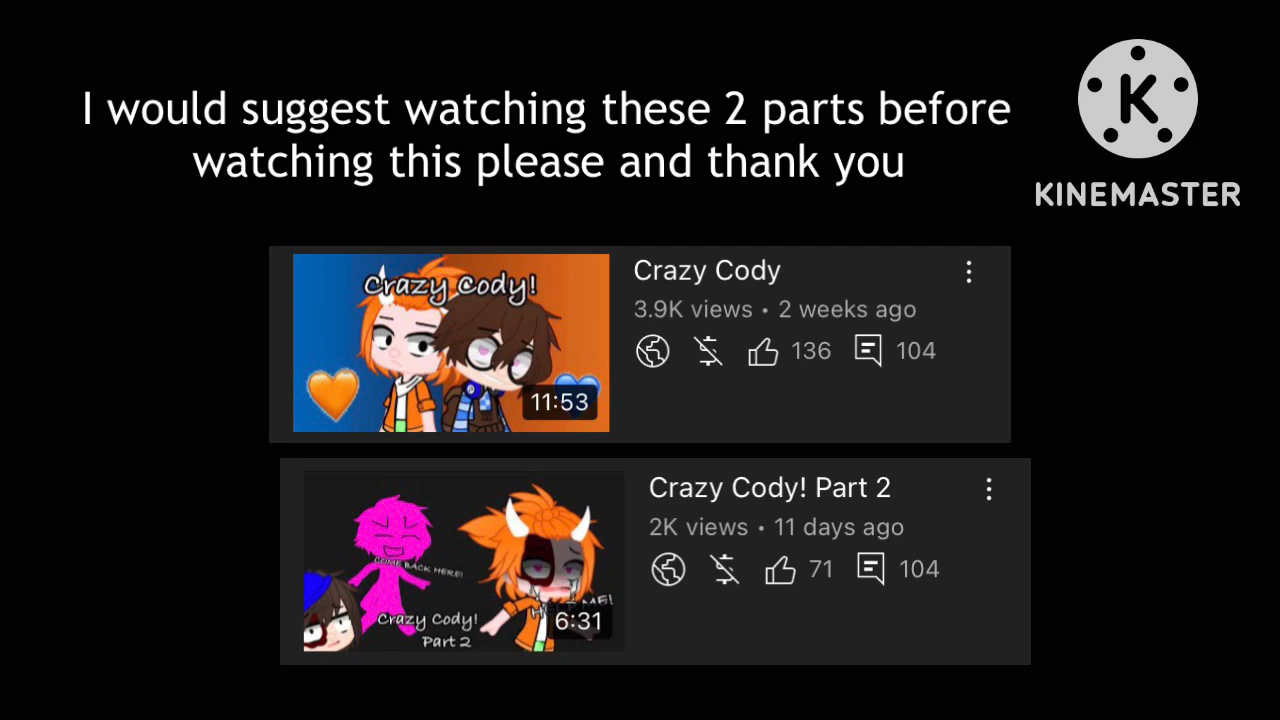 I would suggest watching these 2 parts before
watching this please and thank you
K
KINEMASTER
Crazy Cody!
11:53
Crazy Cody
3.9K views • 2 weeks ago
136
104
COME BACK HERE!
HELP ME!
Crazy Cody!
Part 2
6:31
Crazy Cody! Part 2
2K views • 11 days ago
71
104